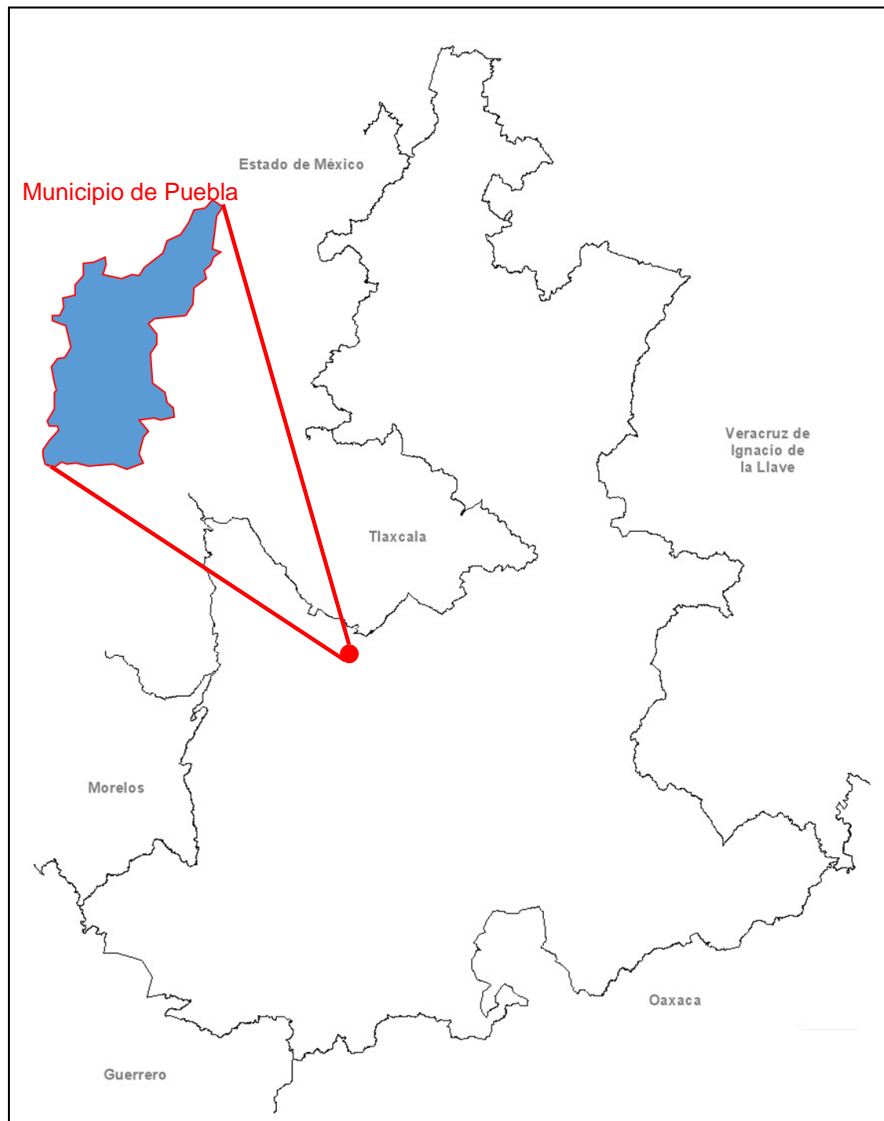 Estado de México
Municipio de Puebla
Veracruz de
Ignacio de
la Llave
Tlaxcala
Morelos
Oaxaca
Guerrero